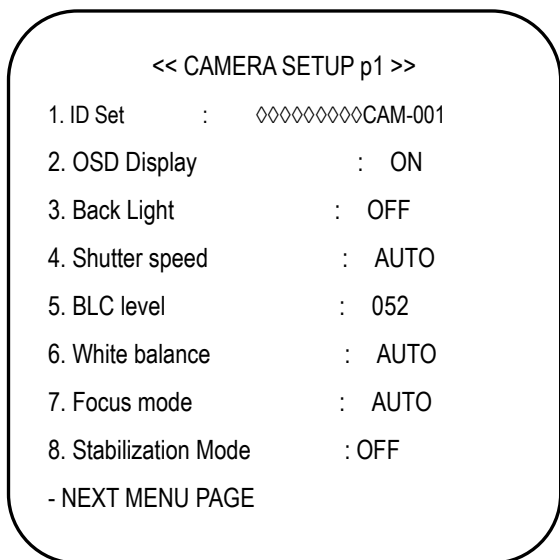 << CAMERA SETUP p1 >>
1. ID Set : ◊◊◊◊◊◊◊◊◊CAM-001
2. OSD Display : ON
3. Back Light : OFF
4. Shutter speed : AUTO
5. BLC level : 052
6. White balance : AUTO
7. Focus mode : AUTO
8. Stabilization Mode : OFF
- NEXT MENU PAGE